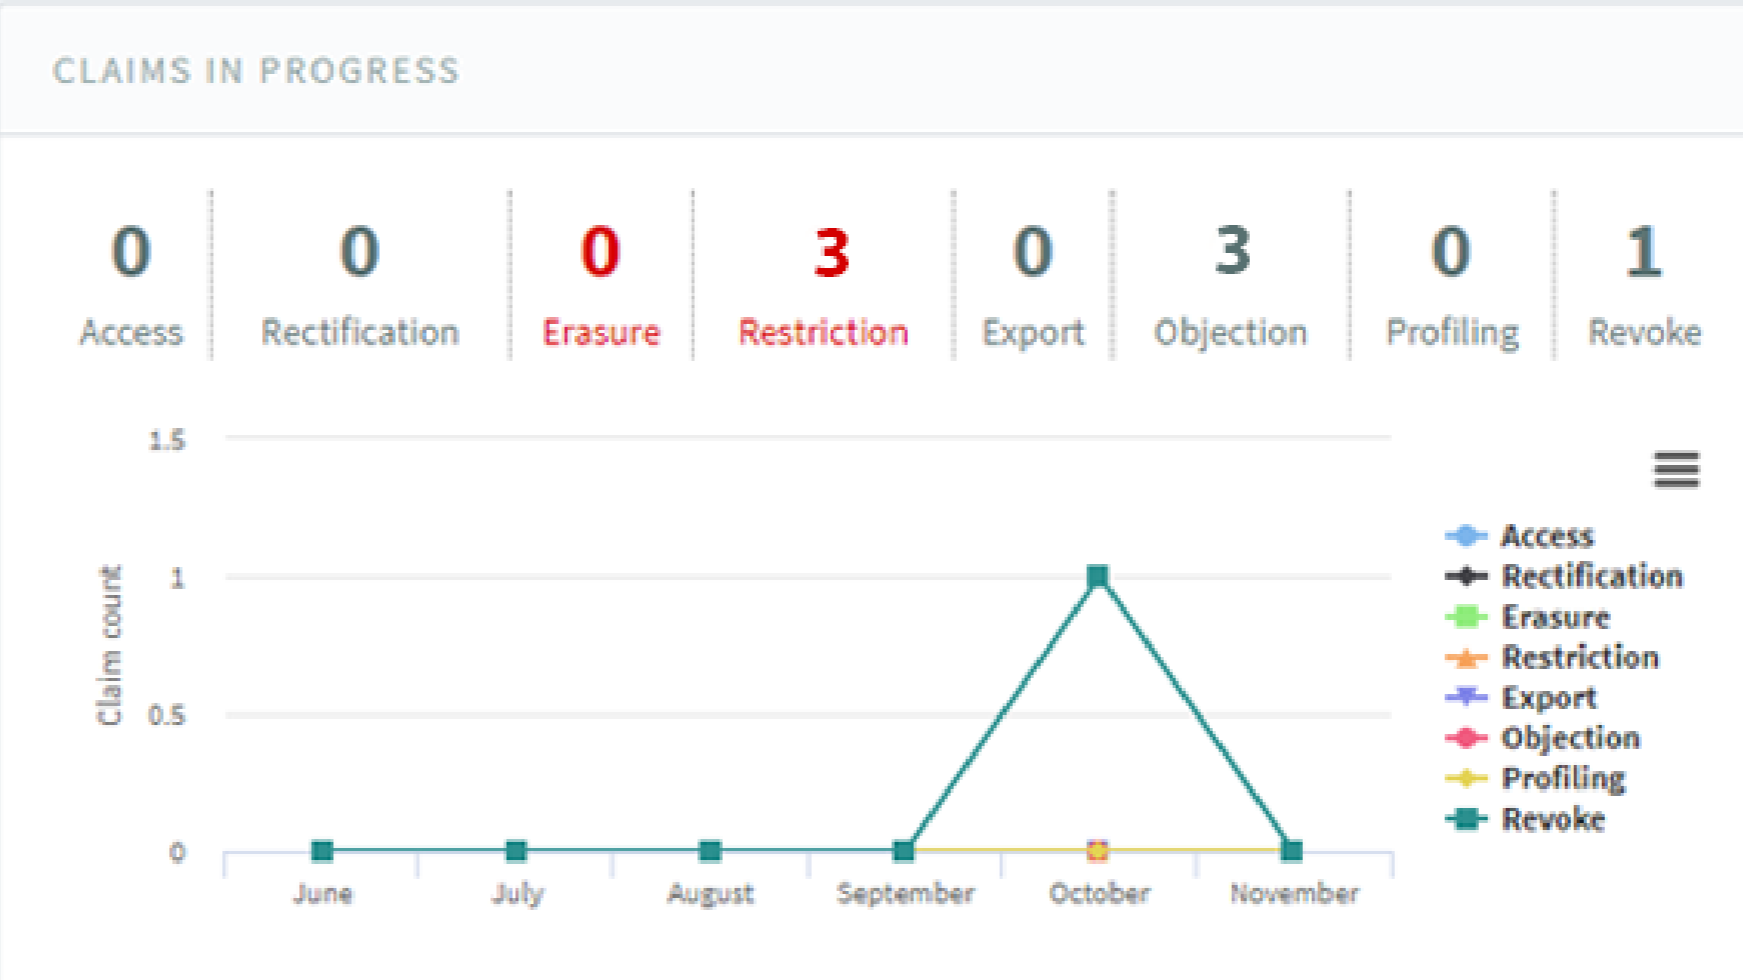 CLAIMS IN PROGRESS
0 0 0 3 0 3 0 1
Access Rectification Erasure Restriction Export Objection Profiling Revoke
1.5
1
0.5
0
Claim count
June July August September October November
Access
Rectification
Erasure
Restriction
Export
Objection
Profiling
Revoke